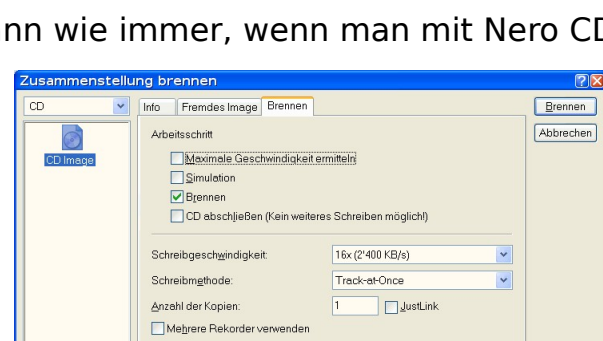 nn wie immer, wenn man mit Nero CD
Zusammenstellung brennen
CD
Info Fremdes Image Brennen
Brennen
Abbrechen
CD Image
Arbeitsschritt
Maximale Geschwindigkeit ermitteln
Simulation
Brennen
CD abschließen (Kein weiteres Schreiben möglich!)
Schreibgeschwindigkeit: 16x (2'400 KB/s)
Schreibmethode: Track-at-Once
Anzahl der Kopien: 1 JustLink
Mehrere Rekorder verwenden